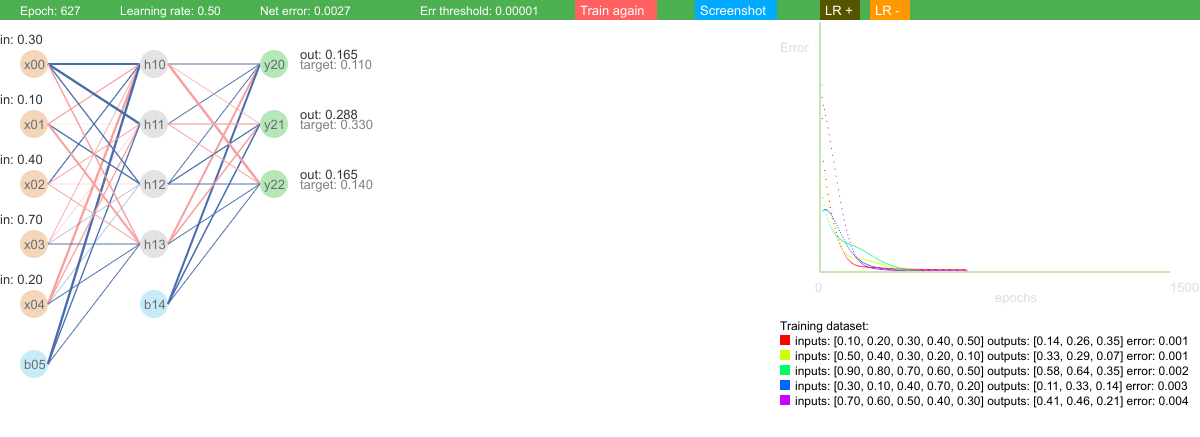 Epoch: 627 Learning rate: 0.50 Net error: 0.0027 Err threshold: 0.00001 Train again Screenshot LR + LR -
in: 0.30
x00 h10 y20 out: 0.165
target: 0.110
in: 0.10
x01 h11 y21 out: 0.288
target: 0.330
in: 0.40
x02 h12 y22 out: 0.165
target: 0.140
in: 0.70
x03 h13
in: 0.20
x04 b14
b05
Error
0 1500
epochs
Training dataset:
inputs: [0.10, 0.20, 0.30, 0.40, 0.50] outputs: [0.14, 0.26, 0.35] error: 0.001
inputs: [0.50, 0.40, 0.30, 0.20, 0.10] outputs: [0.33, 0.29, 0.07] error: 0.001
inputs: [0.90, 0.80, 0.70, 0.60, 0.50] outputs: [0.58, 0.64, 0.35] error: 0.002
inputs: [0.30, 0.10, 0.40, 0.70, 0.20] outputs: [0.11, 0.33, 0.14] error: 0.003
inputs: [0.70, 0.60, 0.50, 0.40, 0.30] outputs: [0.41, 0.46, 0.21] error: 0.004